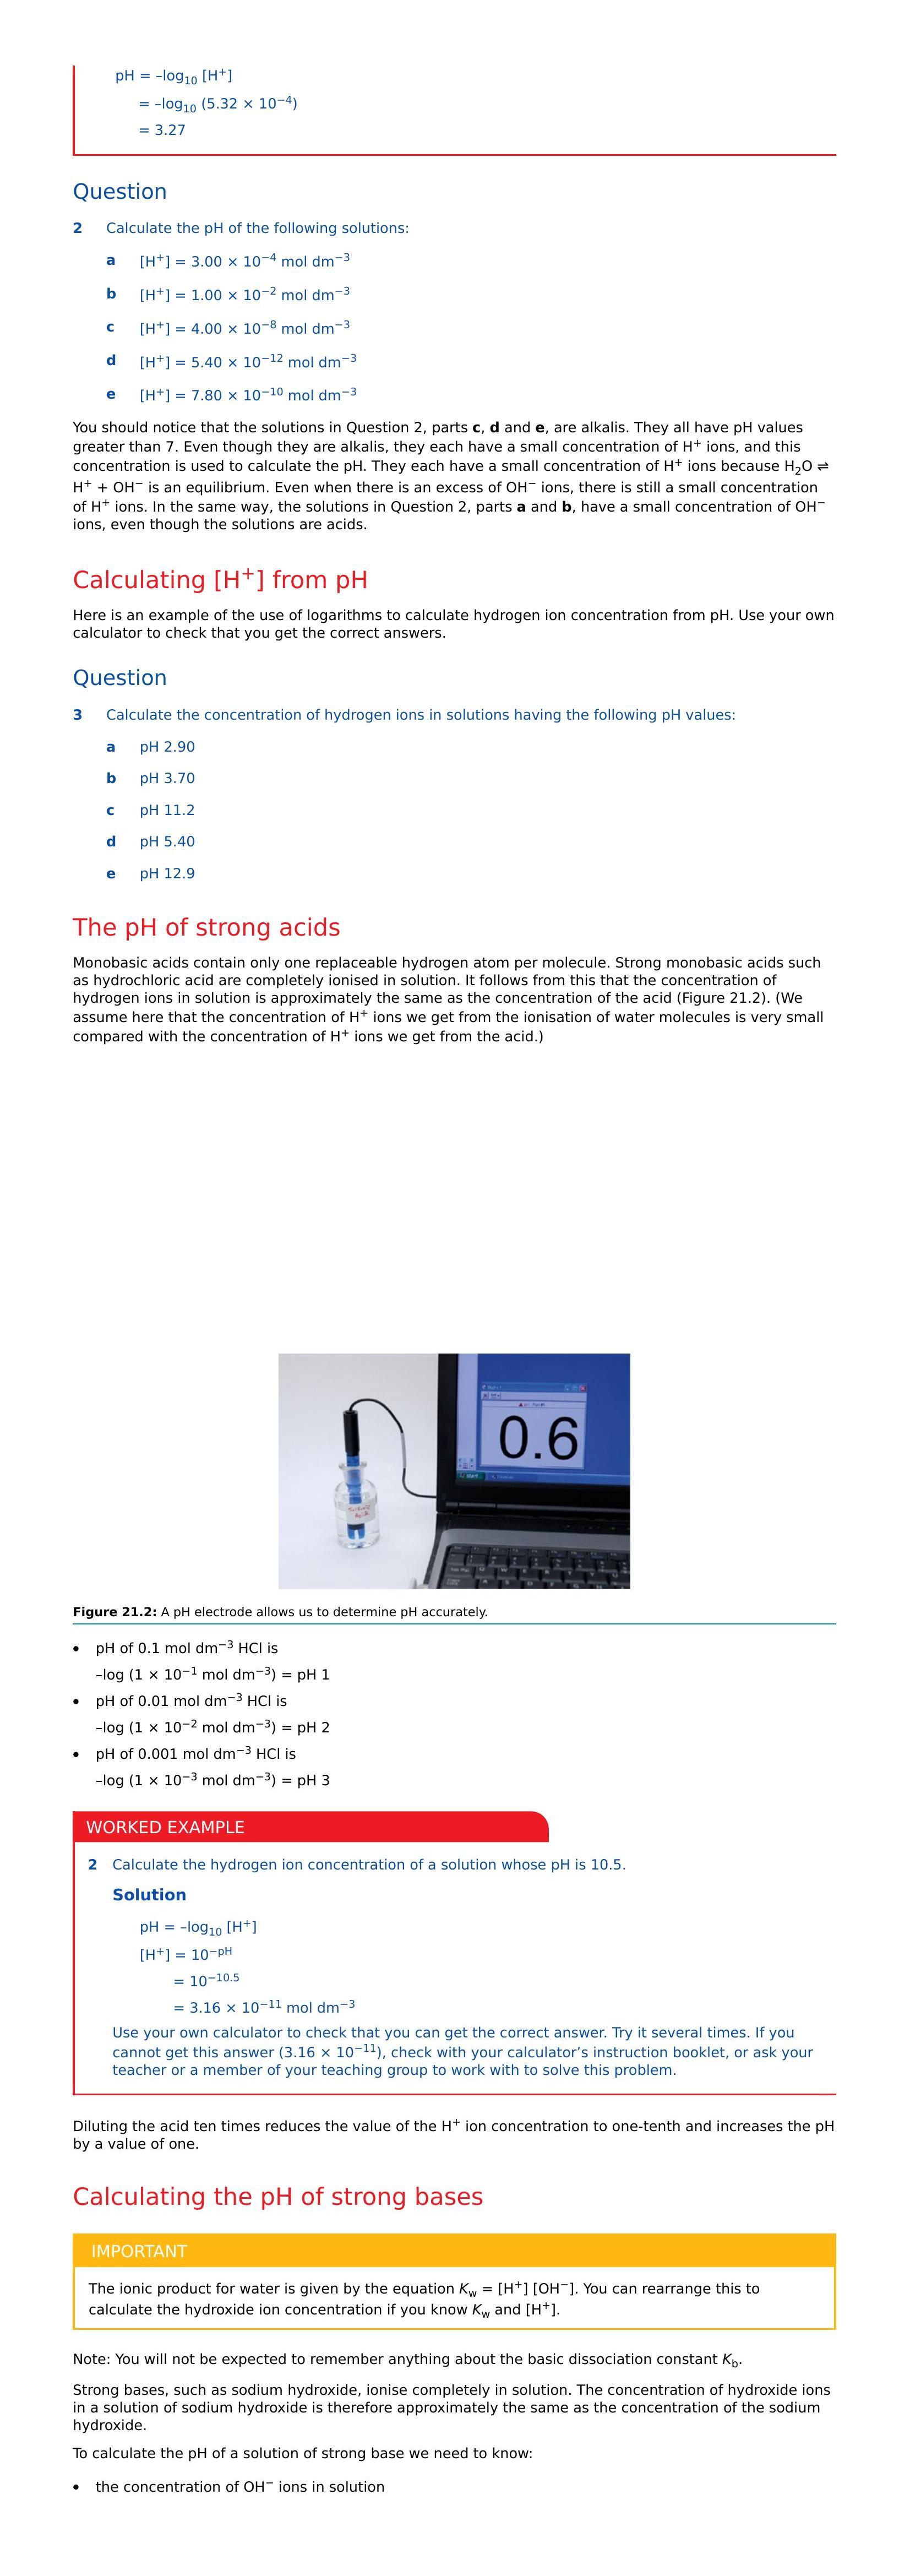 pH = –log₁₀ [H⁺]
= –log₁₀ (5.32 × 10⁻⁴)
= 3.27
Question
2 Calculate the pH of the following solutions:
a [H⁺] = 3.00 × 10⁻⁴ mol dm⁻³
b [H⁺] = 1.00 × 10⁻² mol dm⁻³
c [H⁺] = 4.00 × 10⁻⁸ mol dm⁻³
d [H⁺] = 5.40 × 10⁻¹² mol dm⁻³
e [H⁺] = 7.80 × 10⁻¹⁰ mol dm⁻³
You should notice that the solutions in Question 2, parts c, d and e, are alkalis. They all have pH values
greater than 7. Even though they are alkalis, they each have a small concentration of H⁺ ions, and this
concentration is used to calculate the pH. They each have a small concentration of H⁺ ions because H₂O ⇌
H⁺ + OH⁻ is an equilibrium. Even when there is an excess of OH⁻ ions, there is still a small concentration
of H⁺ ions. In the same way, the solutions in Question 2, parts a and b, have a small concentration of OH⁻
ions, even though the solutions are acids.
Calculating [H⁺] from pH
Here is an example of the use of logarithms to calculate hydrogen ion concentration from pH. Use your own
calculator to check that you get the correct answers.
Question
3 Calculate the concentration of hydrogen ions in solutions having the following pH values:
a pH 2.90
b pH 3.70
c pH 11.2
d pH 5.40
e pH 12.9
The pH of strong acids
Monobasic acids contain only one replaceable hydrogen atom per molecule. Strong monobasic acids such
as hydrochloric acid are completely ionised in solution. It follows from this that the concentration of
hydrogen ions in solution is approximately the same as the concentration of the acid (Figure 21.2). (We
assume here that the concentration of H⁺ ions we get from the ionisation of water molecules is very small
compared with the concentration of H⁺ ions we get from the acid.)
0.6
Figure 21.2: A pH electrode allows us to determine pH accurately.
• pH of 0.1 mol dm⁻³ HCl is
–log (1 × 10⁻¹ mol dm⁻³) = pH 1
• pH of 0.01 mol dm⁻³ HCl is
–log (1 × 10⁻² mol dm⁻³) = pH 2
• pH of 0.001 mol dm⁻³ HCl is
–log (1 × 10⁻³ mol dm⁻³) = pH 3
WORKED EXAMPLE
2 Calculate the hydrogen ion concentration of a solution whose pH is 10.5.
Solution
pH = –log₁₀ [H⁺]
[H⁺] = 10⁻ᵖᴴ
= 10⁻¹⁰·⁵
= 3.16 × 10⁻¹¹ mol dm⁻³
Use your own calculator to check that you can get the correct answer. Try it several times. If you
cannot get this answer (3.16 × 10⁻¹¹), check with your calculator’s instruction booklet, or ask your
teacher or a member of your teaching group to work with to solve this problem.
Diluting the acid ten times reduces the value of the H⁺ ion concentration to one-tenth and increases the pH
by a value of one.
Calculating the pH of strong bases
IMPORTANT
The ionic product for water is given by the equation K_w = [H⁺] [OH⁻]. You can rearrange this to
calculate the hydroxide ion concentration if you know K_w and [H⁺].
Note: You will not be expected to remember anything about the basic dissociation constant K_b.
Strong bases, such as sodium hydroxide, ionise completely in solution. The concentration of hydroxide ions
in a solution of sodium hydroxide is therefore approximately the same as the concentration of the sodium
hydroxide.
To calculate the pH of a solution of strong base we need to know:
• the concentration of OH⁻ ions in solution